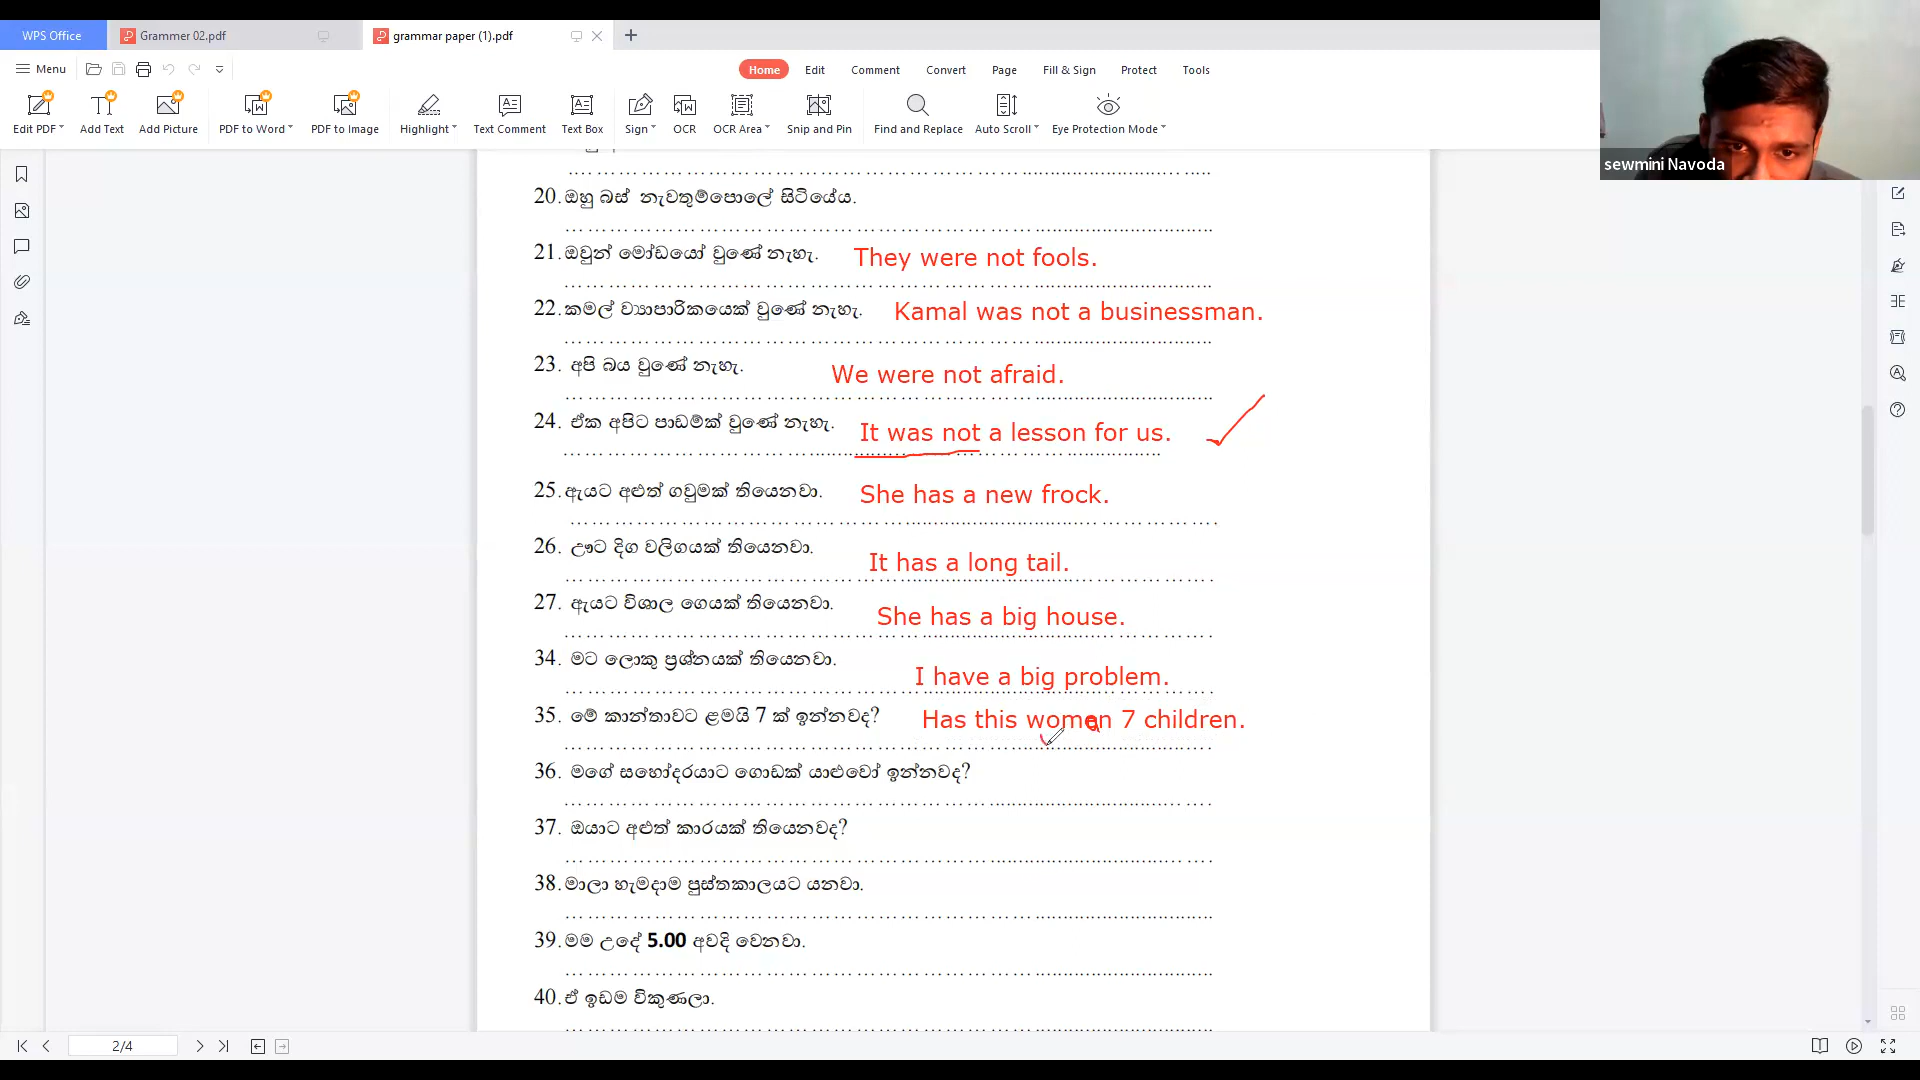 WPS Office
Grammer 02.pdf
grammar paper (1).pdf
Menu
Home Edit Comment Convert Page Fill & Sign Protect Tools
Edit PDF Add Text Add Picture PDF to Word PDF to Image Highlight Text Comment Text Box Sign OCR OCR Area Snip and Pin Find and Replace Auto Scroll Eye Protection Mode
sewmini Navoda
20. ඔහු බස් නැවතුම්පොලේ සිටියේය.
21. ඔවුන් මෝඩයෝ වුණේ නැහැ. They were not fools.
22. කමල් ව්‍යාපාරිකයෙක් වුණේ නැහැ. Kamal was not a businessman.
23. අපි බය වුණේ නැහැ. We were not afraid.
24. ඒක අපිට පාඩම්ක් වුණේ නැහැ. It was not a lesson for us.
25. ඇයට අළුත් ගවුමක් තියෙනවා. She has a new frock.
26. ඌට දිග වලිගයක් තියෙනවා. It has a long tail.
27. ඇයට විශාල ගෙයක් තියෙනවා. She has a big house.
34. මට ලොකු ප්‍රශ්නයක් තියෙනවා. I have a big problem.
35. මේ කාන්තාවට ළමයි 7 ක් ඉන්නවද? Has this women 7 children.
36. මගේ සහෝදරයාට ගොඩක් යාළුවෝ ඉන්නවද?
37. ඔයාට අළුත් කාරයක් තියෙනවද?
38. මාලා හැමදාම පුස්තකාලයට යනවා.
39. මම උදේ 5.00 අවදි වෙනවා.
40. ඒ ඉඩම විකුණලා.
2/4